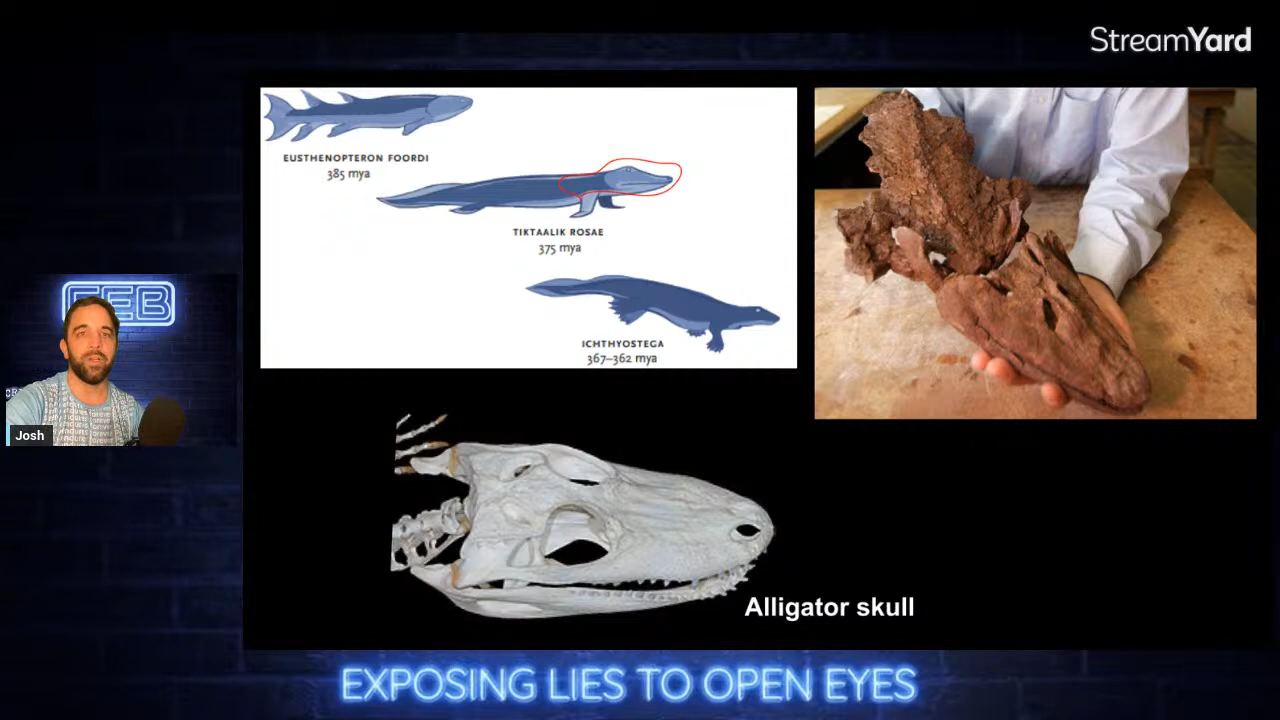 StreamYard
EUSTHENOPTERON FOORDI
385 mya
TIKTAALIK ROSAE
375 mya
ICHTHYOSTEGA
367–362 mya
FEB
Josh
Alligator skull
EXPOSING LIES TO OPEN EYES